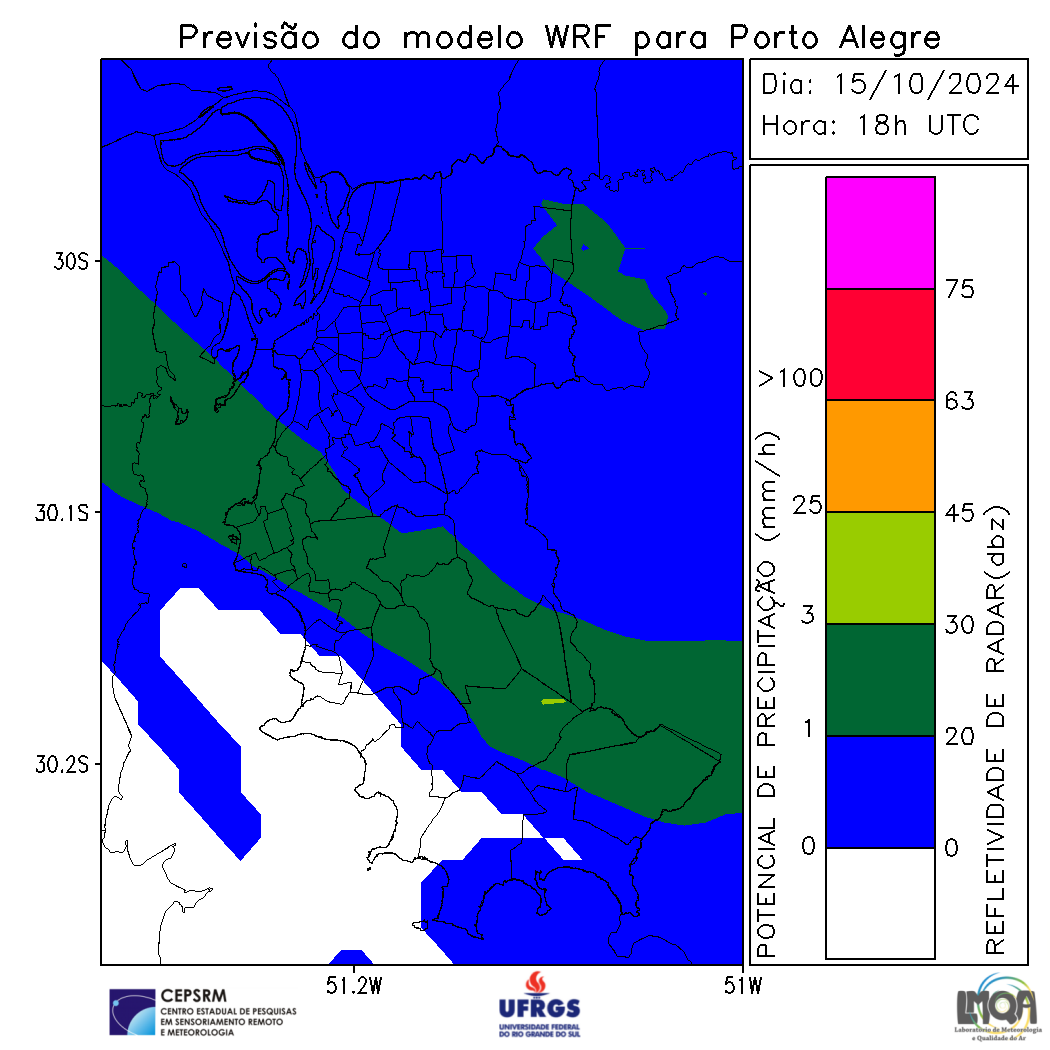 Previsão do modelo WRF para Porto Alegre
Dia: 15/10/2024
Hora: 18h UTC
30S
30.1S
30.2S
51.2W
51W
POTENCIAL DE PRECIPITAÇÃO (mm/h)
>100
25
3
1
0
75
63
45
30
20
0
REFLETIVIDADE DE RADAR(dbz)
CEPSRM
CENTRO ESTADUAL DE PESQUISAS
EM SENSORIAMENTO REMOTO
E METEOROLOGIA
UFRGS
UNIVERSIDADE FEDERAL
DO RIO GRANDE DO SUL
LMQA
Laboratório de Meteorologia
e Qualidade do Ar